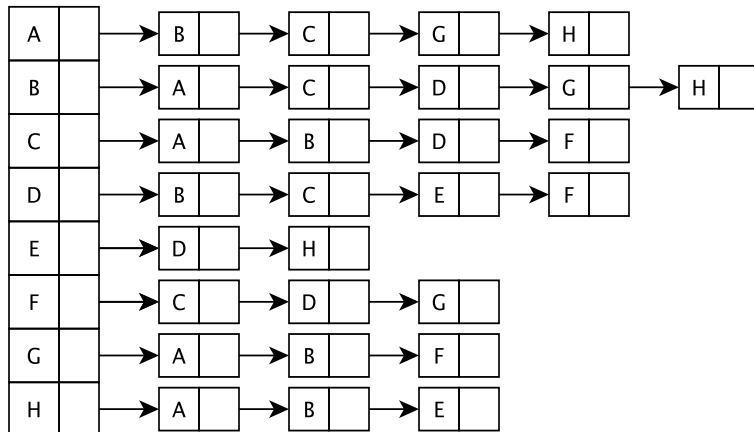 A B C G H
B A C D G H
C A B D F
D B C E F
E D H
F C D G
G A B F
H A B E